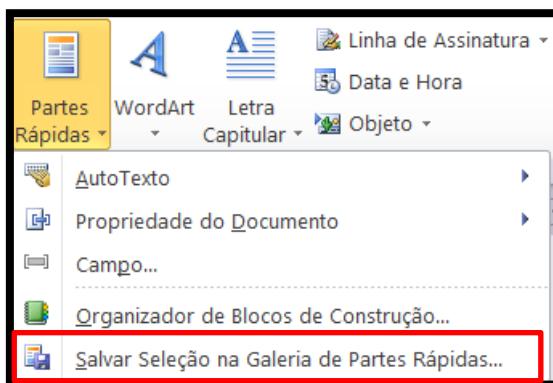 Partes Rápidas
WordArt
Letra Capitular
Linha de Assinatura
Data e Hora
Objeto
AutoTexto
Propriedade do Documento
Campo...
Organizador de Blocos de Construção...
Salvar Seleção na Galeria de Partes Rápidas...